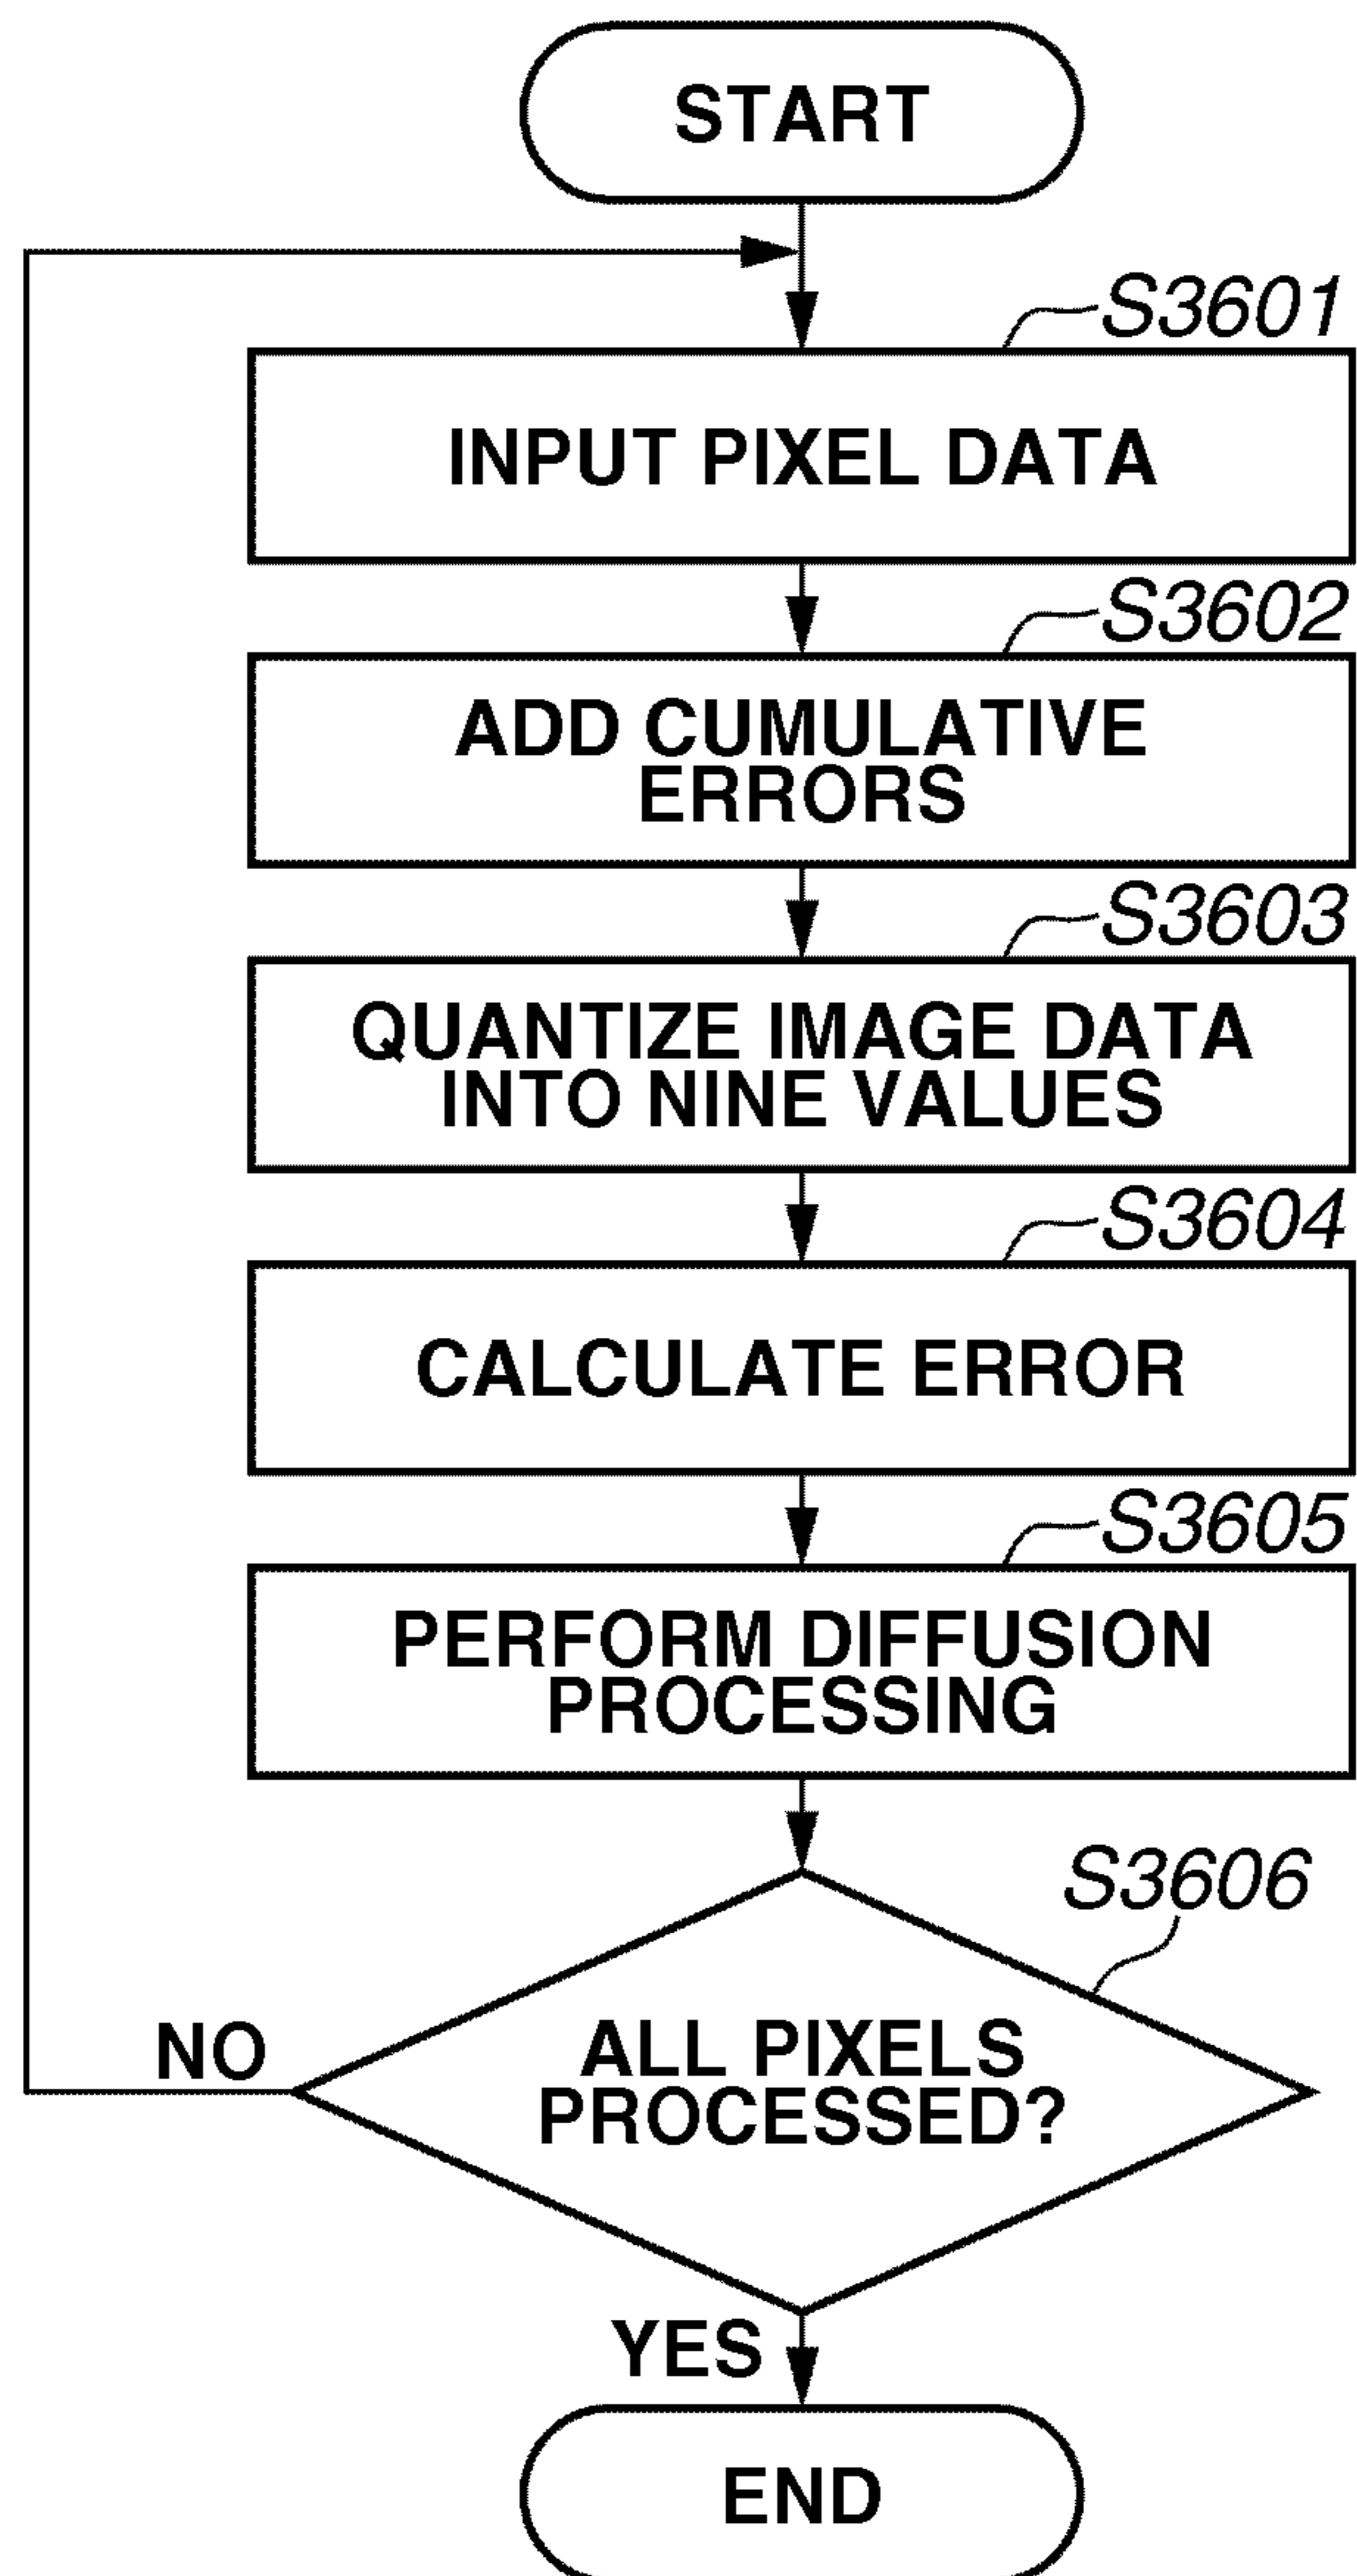 START
S3601
INPUT PIXEL DATA
S3602
ADD CUMULATIVE
ERRORS
S3603
QUANTIZE IMAGE DATA
INTO NINE VALUES
S3604
CALCULATE ERROR
S3605
PERFORM DIFFUSION
PROCESSING
S3606
NO
ALL PIXELS
PROCESSED?
YES
END